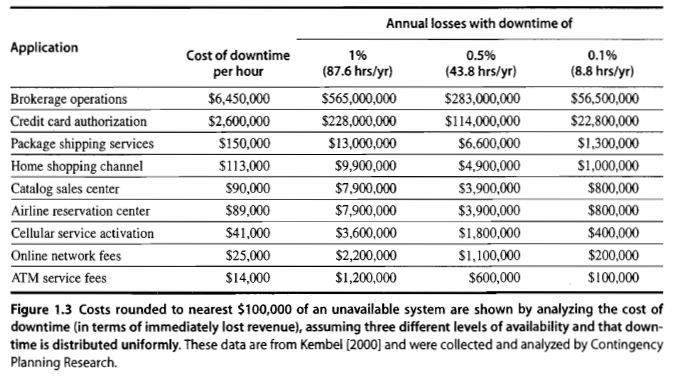 Annual losses with downtime of
Application Cost of downtime per hour 1% (87.6 hrs/yr) 0.5% (43.8 hrs/yr) 0.1% (8.8 hrs/yr)
Brokerage operations $6,450,000 $565,000,000 $283,000,000 $56,500,000
Credit card authorization $2,600,000 $228,000,000 $114,000,000 $22,800,000
Package shipping services $150,000 $13,000,000 $6,600,000 $1,300,000
Home shopping channel $113,000 $9,900,000 $4,900,000 $1,000,000
Catalog sales center $90,000 $7,900,000 $3,900,000 $800,000
Airline reservation center $89,000 $7,900,000 $3,900,000 $800,000
Cellular service activation $41,000 $3,600,000 $1,800,000 $400,000
Online network fees $25,000 $2,200,000 $1,100,000 $200,000
ATM service fees $14,000 $1,200,000 $600,000 $100,000
Figure 1.3 Costs rounded to nearest $100,000 of an unavailable system are shown by analyzing the cost of
downtime (in terms of immediately lost revenue), assuming three different levels of availability and that down-
time is distributed uniformly. These data are from Kembel [2000] and were collected and analyzed by Contingency
Planning Research.